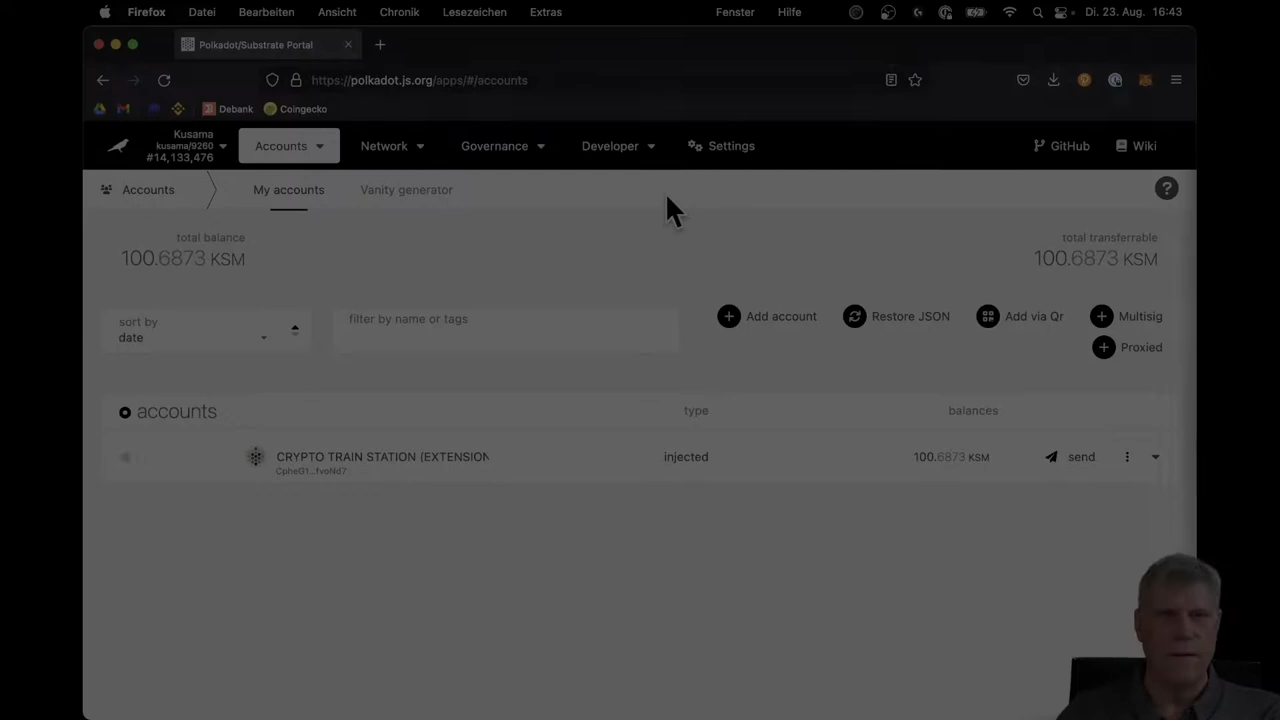 Firefox Datei Bearbeiten Ansicht Chronik Lesezeichen Extras Fenster Hilfe Di. 23. Aug. 16:43
Polkadot/Substrate Portal
https://polkadot.js.org/apps/#/accounts
Debank Coingecko
Kusama
kusama/9260
#14,133,476
Accounts Network Governance Developer Settings GitHub Wiki
Accounts My accounts Vanity generator
total balance
100.6873 KSM
total transferrable
100.6873 KSM
sort by
date
filter by name or tags
Add account Restore JSON Add via Qr Multisig
Proxied
accounts type balances
CRYPTO TRAIN STATION (EXTENSION injected 100.6873 KSM send
CpheG1...fvoNd7